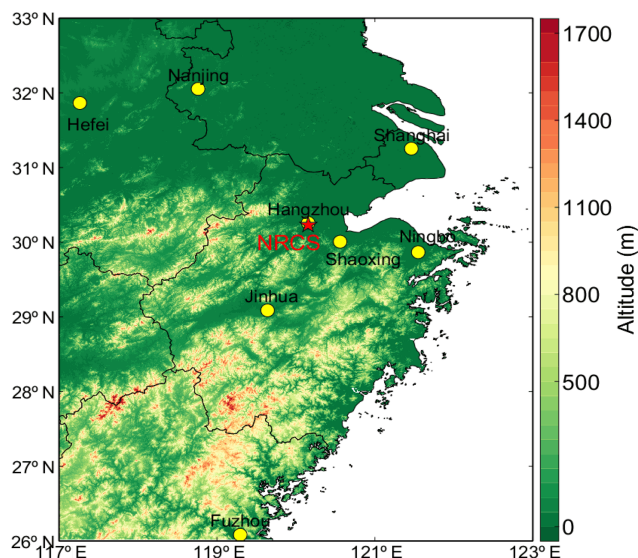 33° N
32° N
31° N
30° N
29° N
28° N
27° N
26° N
117° E
119° E
121° E
123° E
Nanjing
Hefei
Shanghai
Hangzhou
NRCS
Ningbo
Shaoxing
Jinhua
Fuzhou
1700
1400
1100
800
500
0
Altitude (m)